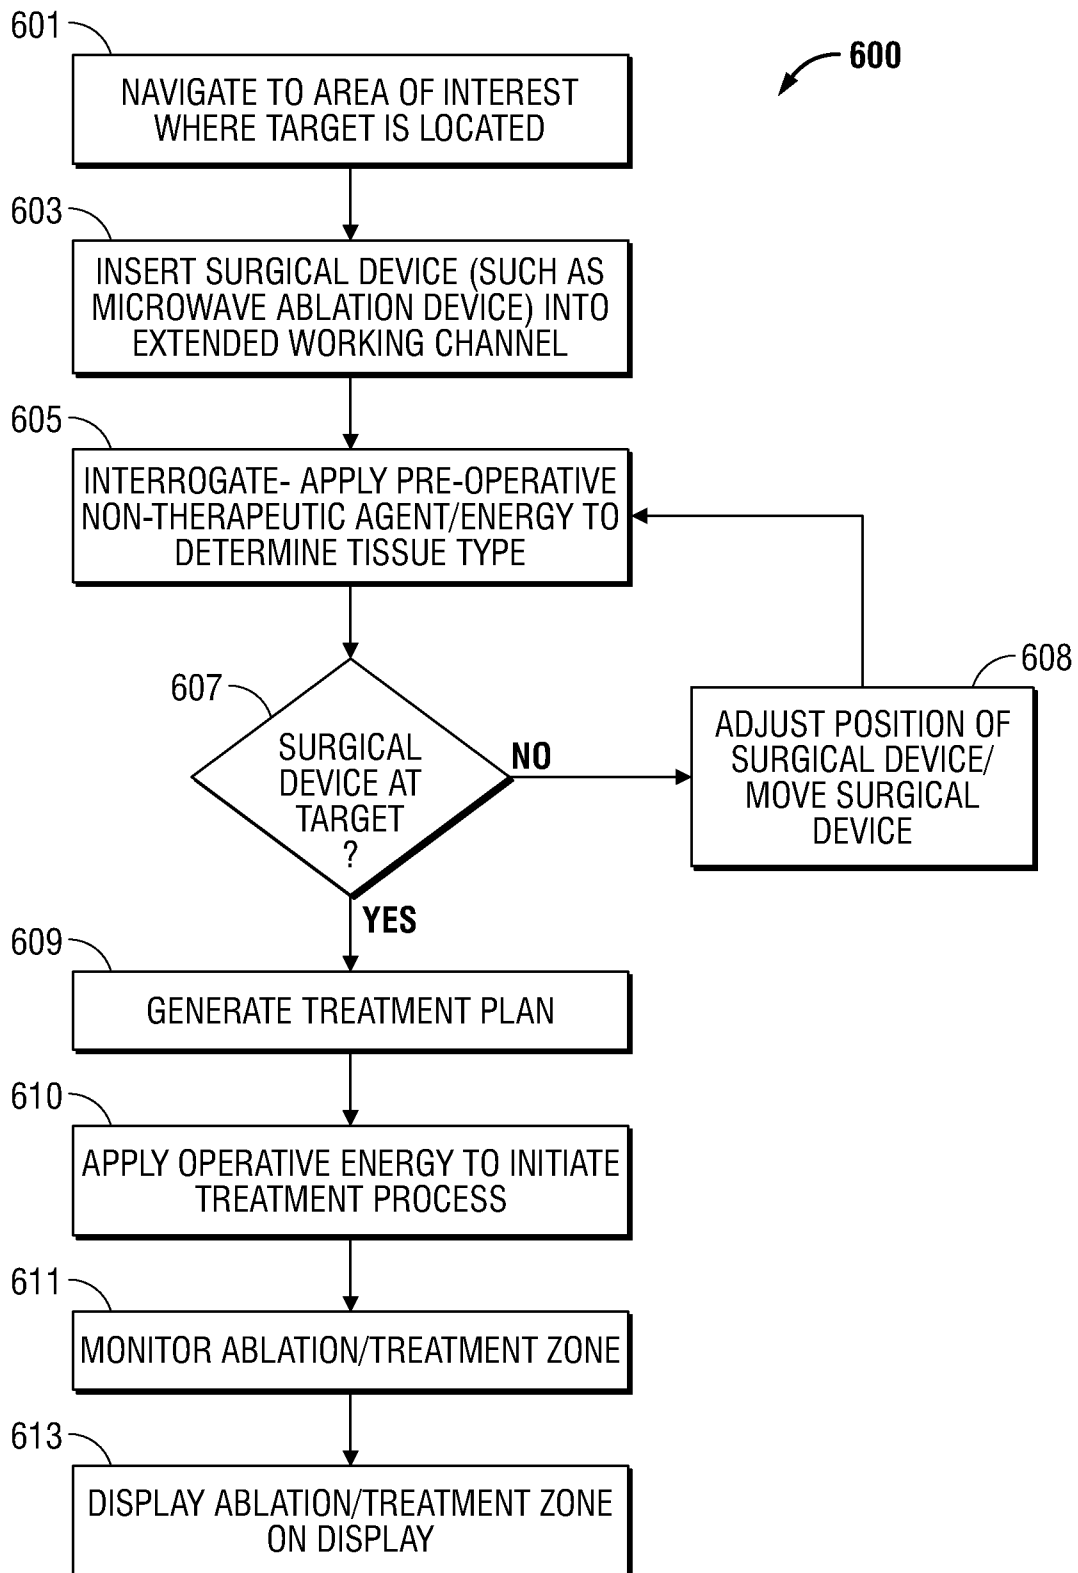 601
600
NAVIGATE TO AREA OF INTEREST
WHERE TARGET IS LOCATED
603
INSERT SURGICAL DEVICE (SUCH AS
MICROWAVE ABLATION DEVICE) INTO
EXTENDED WORKING CHANNEL
605
INTERROGATE- APPLY PRE-OPERATIVE
NON-THERAPEUTIC AGENT/ENERGY TO
DETERMINE TISSUE TYPE
607
SURGICAL
DEVICE AT
TARGET
?
NO
608
ADJUST POSITION OF
SURGICAL DEVICE/
MOVE SURGICAL
DEVICE
YES
609
GENERATE TREATMENT PLAN
610
APPLY OPERATIVE ENERGY TO INITIATE
TREATMENT PROCESS
611
MONITOR ABLATION/TREATMENT ZONE
613
DISPLAY ABLATION/TREATMENT ZONE
ON DISPLAY